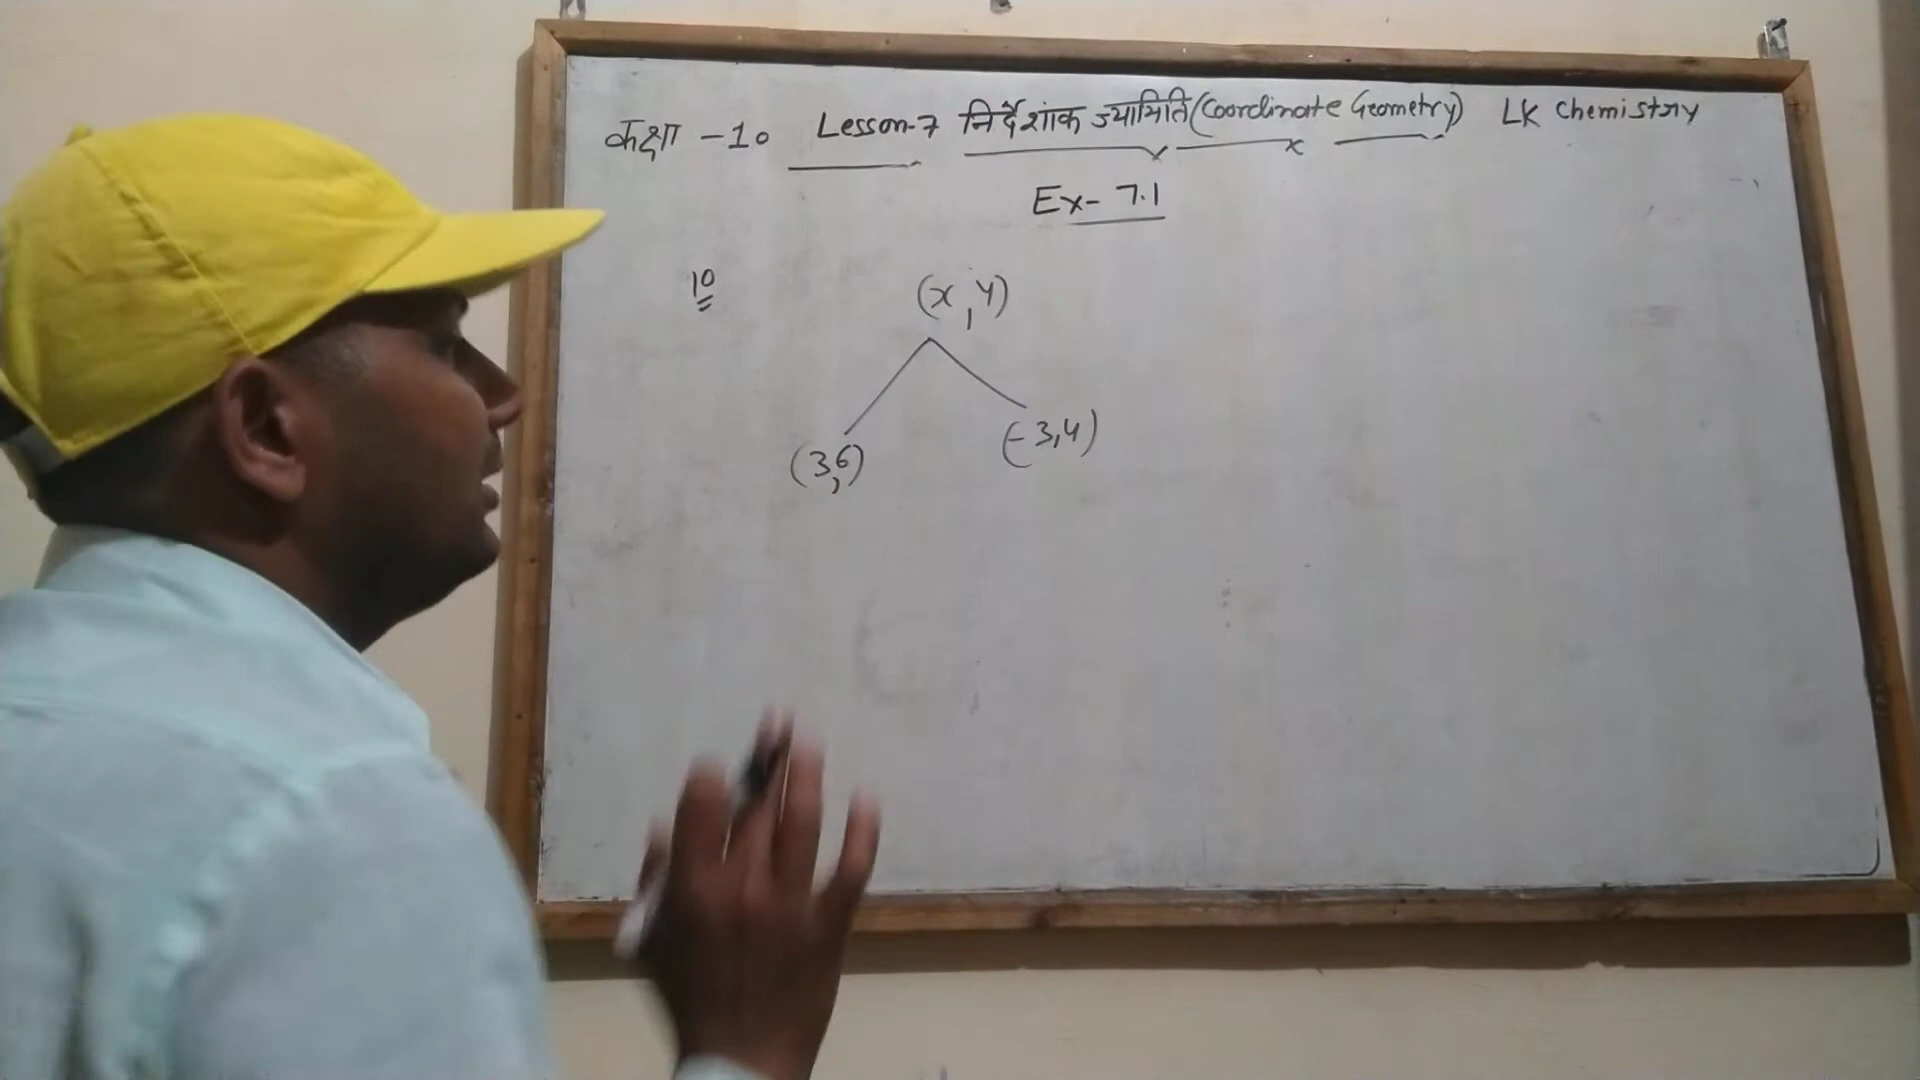 कक्षा -10 Lesson-7 निर्देशांक ज्यामिति (Coordinate Geometry) LK Chemistry
Ex- 7.1
10 (x, y)
(3,6) (-3,4)